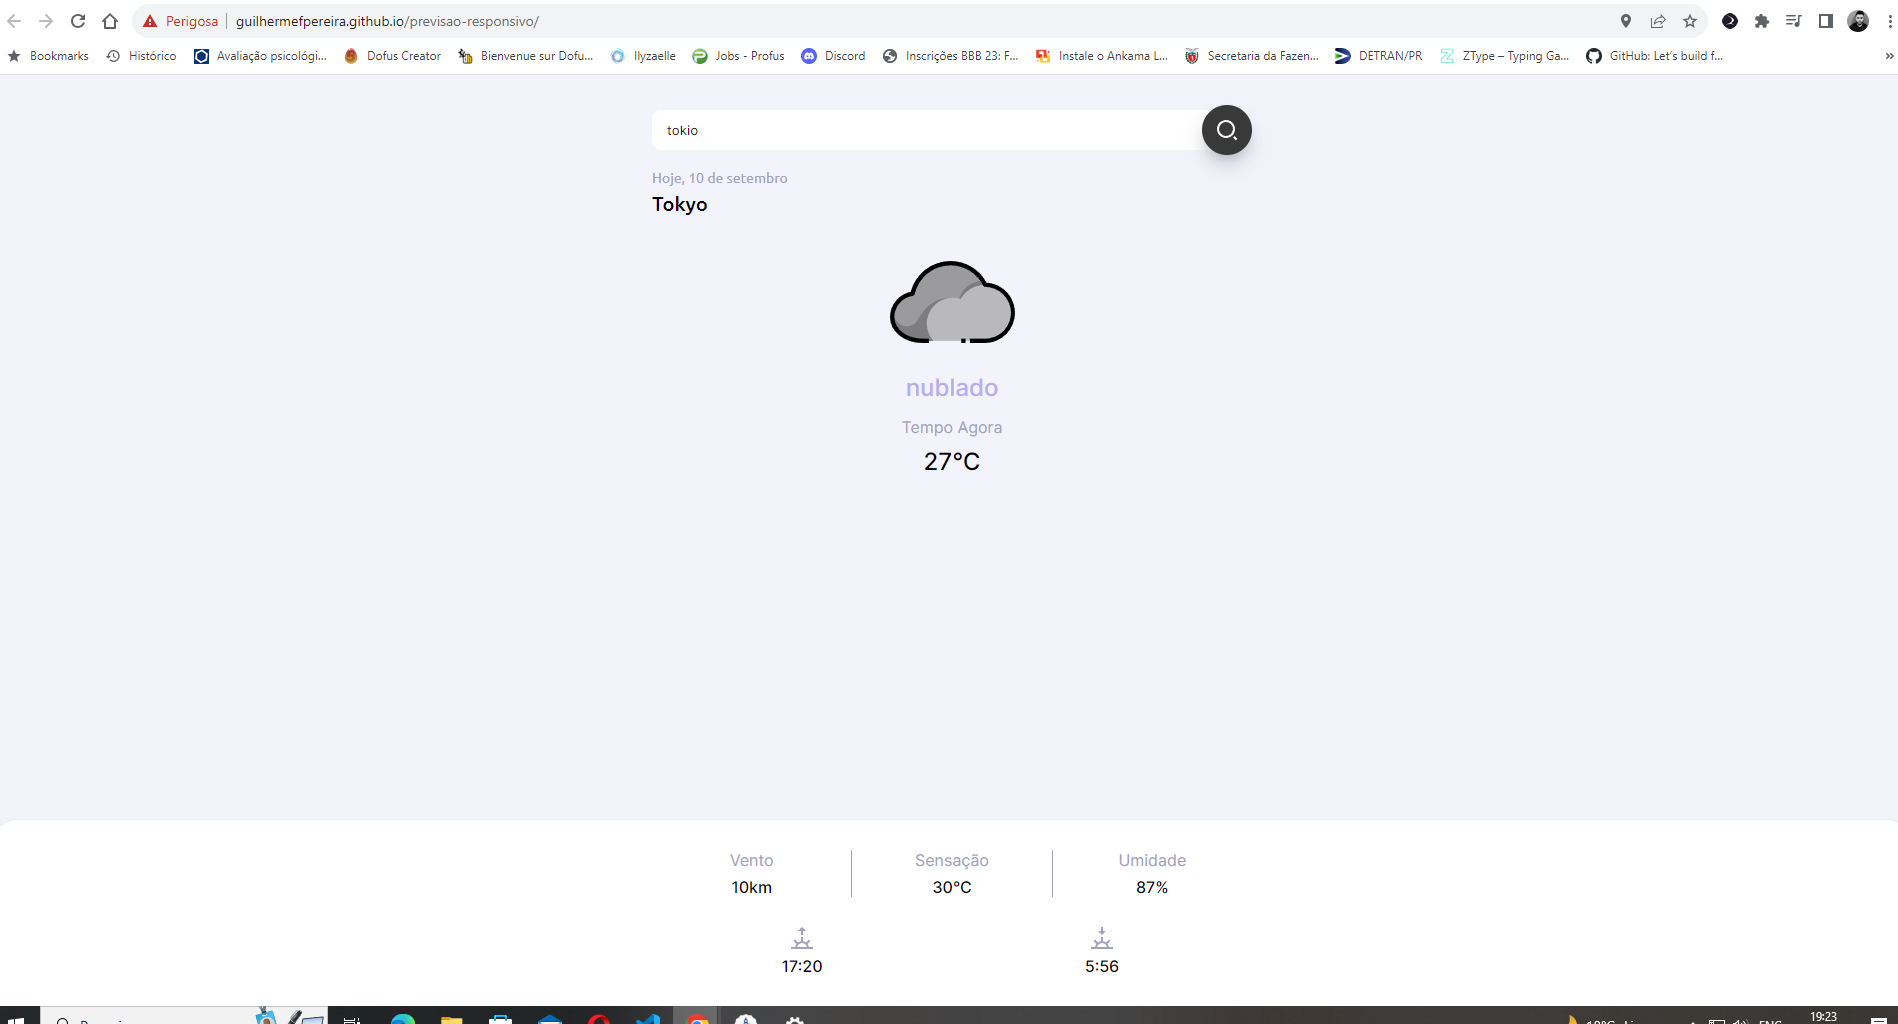 Perigosa guilhermefpereira.github.io/previsao-responsivo/
Bookmarks Histórico Avaliação psicológi... Dofus Creator Bienvenue sur Dofu... Ilyzaelle Jobs - Profus Discord Inscrições BBB 23: F... Instale o Ankama L... Secretaria da Fazen... DETRAN/PR ZType – Typing Ga... GitHub: Let's build f... »
tokio
Hoje, 10 de setembro
Tokyo
nublado
Tempo Agora
27°C
Vento Sensação Umidade
10km 30°C 87%
17:20 5:56
19:23